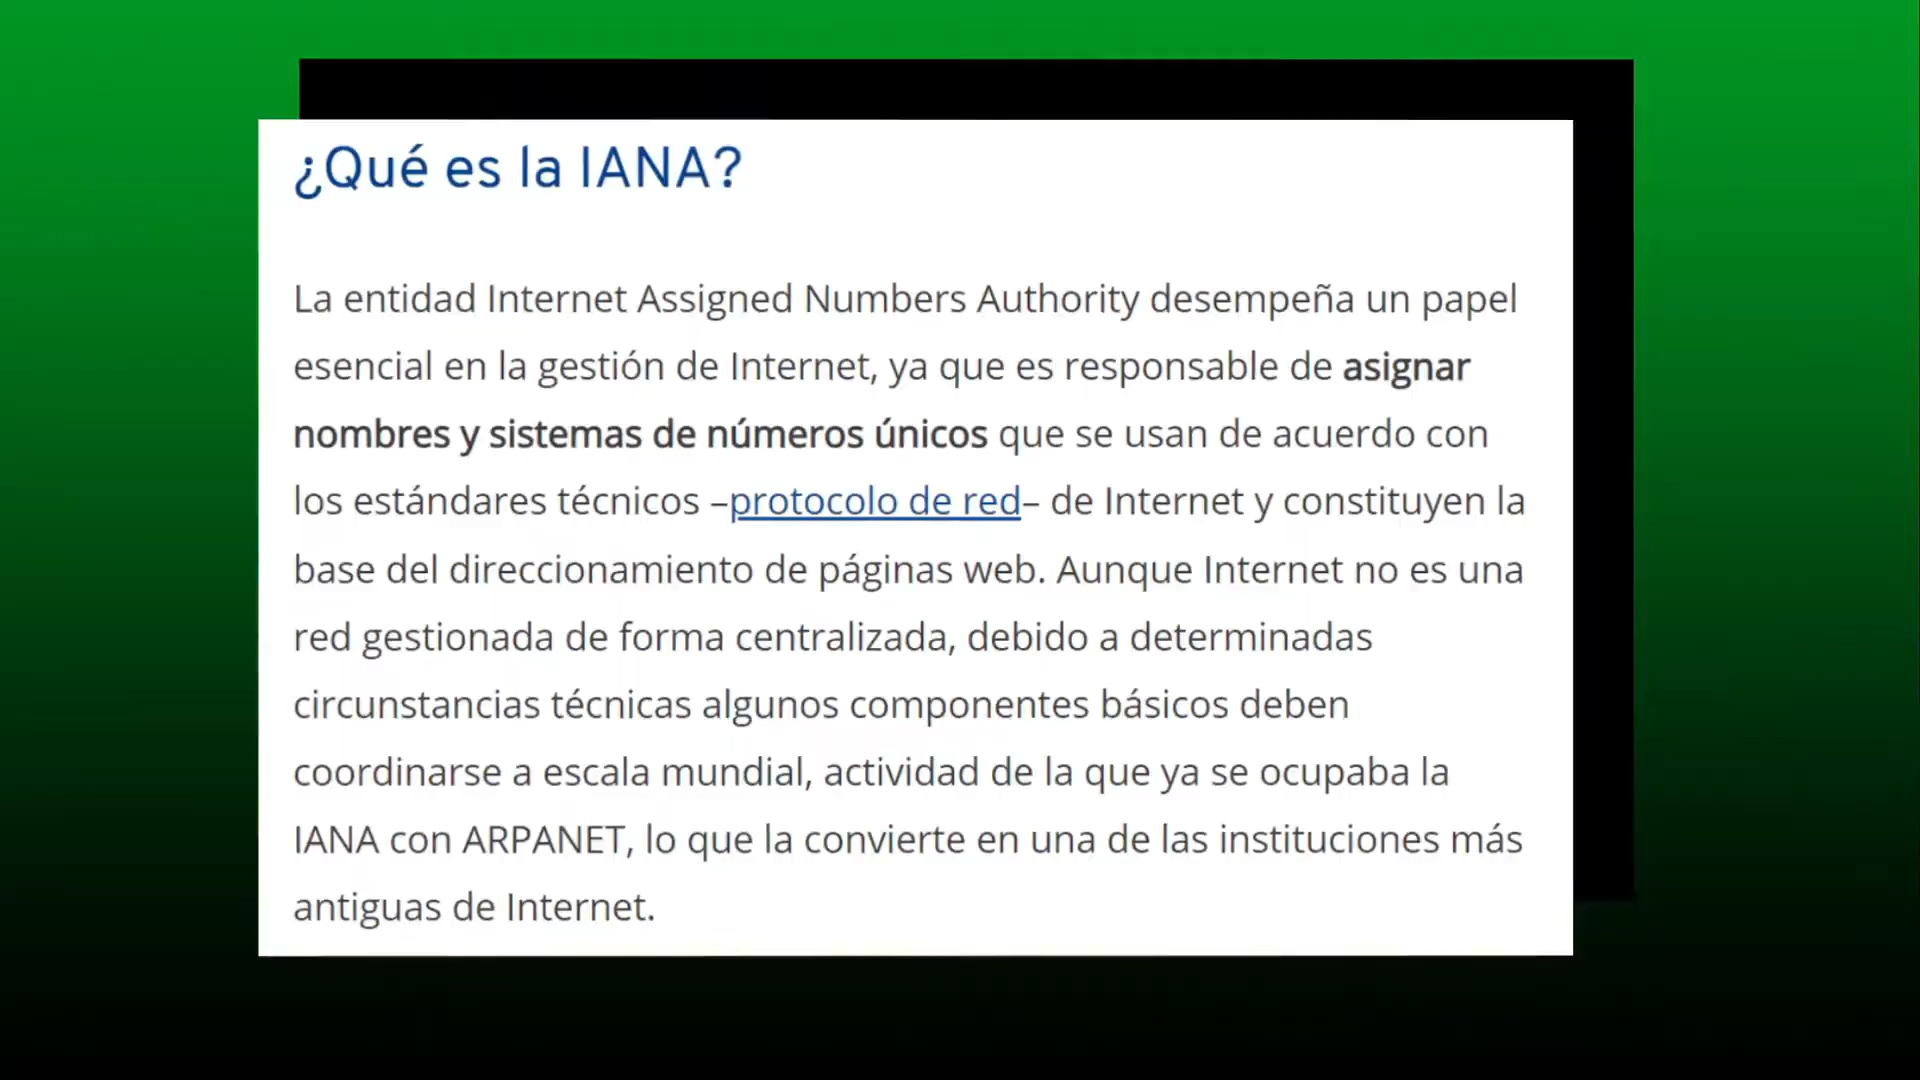 ¿Qué es la IANA?
La entidad Internet Assigned Numbers Authority desempeña un papel
esencial en la gestión de Internet, ya que es responsable de asignar
nombres y sistemas de números únicos que se usan de acuerdo con
los estándares técnicos –protocolo de red– de Internet y constituyen la
base del direccionamiento de páginas web. Aunque Internet no es una
red gestionada de forma centralizada, debido a determinadas
circunstancias técnicas algunos componentes básicos deben
coordinarse a escala mundial, actividad de la que ya se ocupaba la
IANA con ARPANET, lo que la convierte en una de las instituciones más
antiguas de Internet.